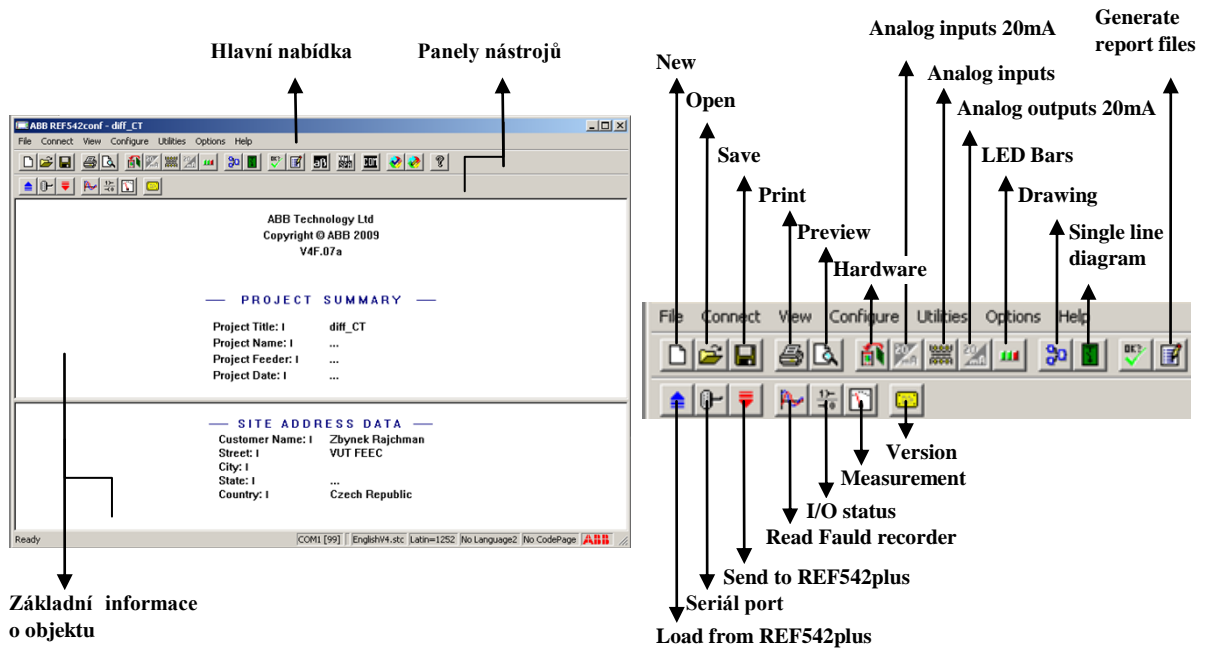 Hlavní nabídka
Panely nástrojů
ABB REF542conf - diff_CT
File Connect View Configure Utilities Options Help
ABB Technology Ltd
Copyright © ABB 2009
V4F.07a
PROJECT SUMMARY
Project Title: I diff_CT
Project Name: I ...
Project Feeder: I ...
Project Date: I ...
SITE ADDRESS DATA
Customer Name: I Zbynek Rajchman
Street: I VUT FEEC
City: I
State: I ...
Country: I Czech Republic
Ready
COM1 [99] EnglishV4.stc Latin=1252 No Language2 No CodePage ABB
Základní informace
o objektu
New
Open
Save
Print
Preview
Hardware
Analog inputs 20mA
Analog inputs
Analog outputs 20mA
LED Bars
Drawing
Single line
diagram
Generate
report files
File Connect View Configure Utilities Options Help
Version
Measurement
I/O status
Read Fauld recorder
Send to REF542plus
Seriál port
Load from REF542plus